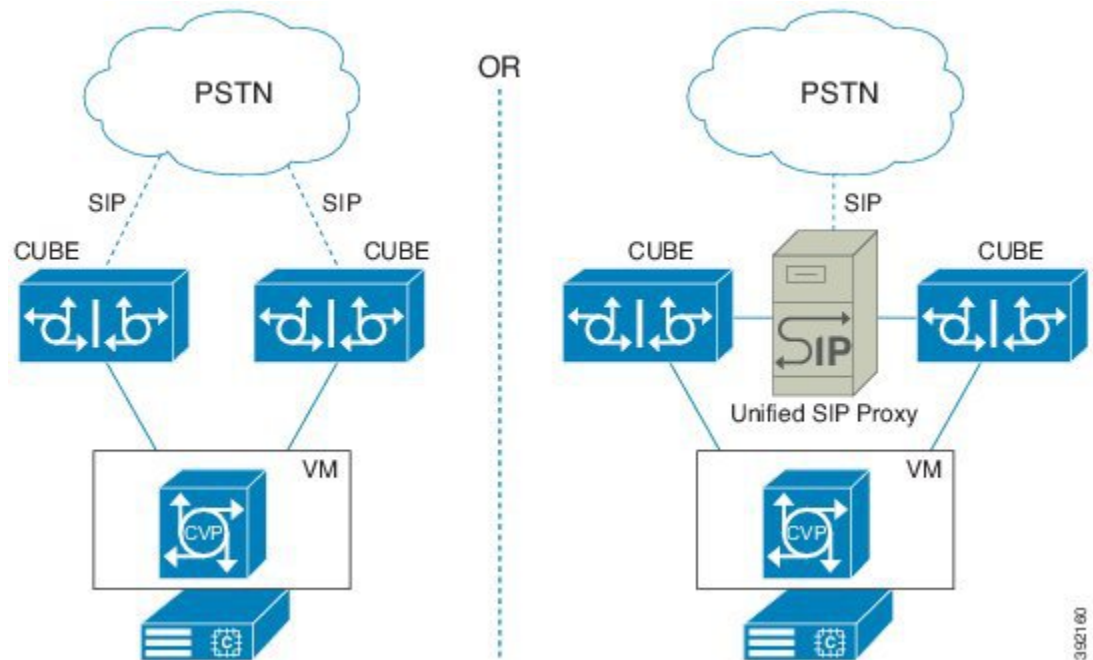 PSTN
SIP
SIP
CUBE
CUBE
VM
CVP
C
OR
PSTN
SIP
CUBE
CUBE
SIP
Unified SIP Proxy
VM
CVP
C
392160